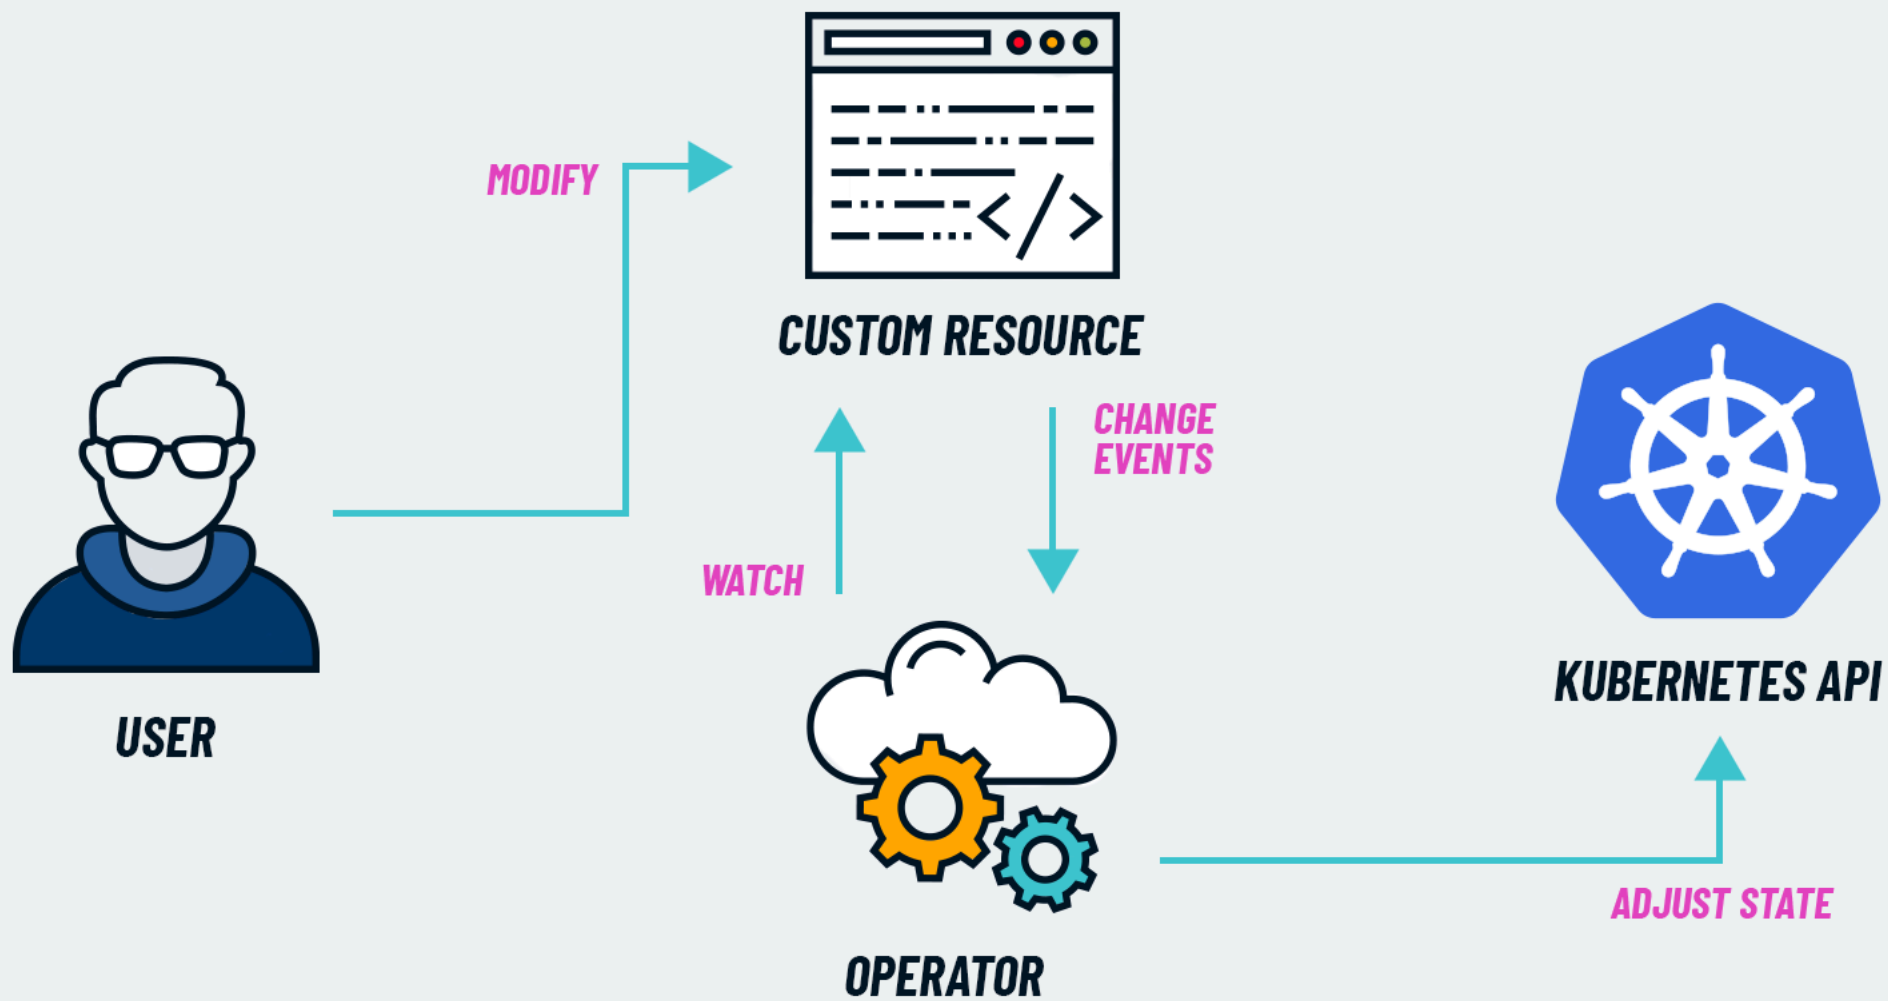 MODIFY
CUSTOM RESOURCE
CHANGE
EVENTS
WATCH
USER
KUBERNETES API
ADJUST STATE
OPERATOR